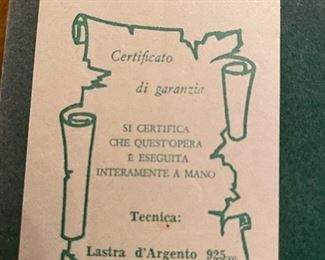 Certificato
di garanzia
SI CERTIFICA
CHE QUEST'OPERA
È ESEGUITA
INTERAMENTE A MANO
Tecnica:
Lastra d'Argento 925